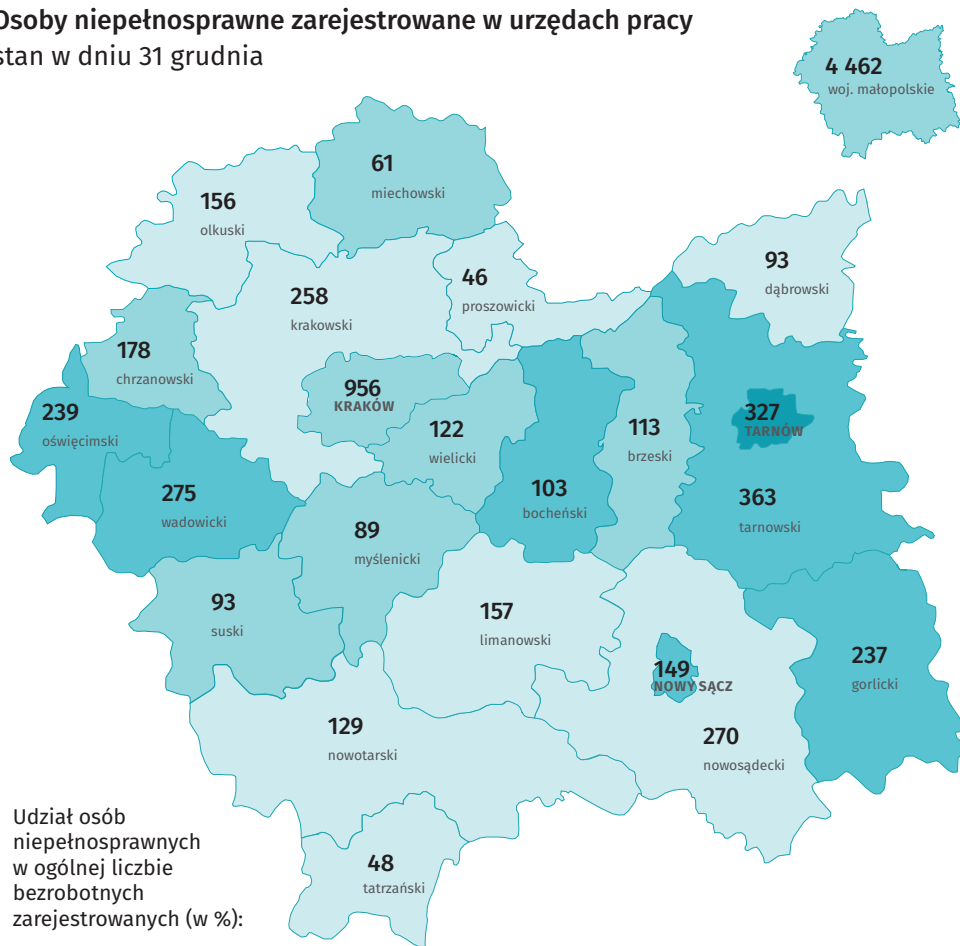 Osoby niepełnosprawne zarejestrowane w urzędach pracy
stan w dniu 31 grudnia
4 462
woj. małopolskie
61
miechowski
156
olkuski
93
dąbrowski
46
proszowicki
258
krakowski
178
chrzanowski
956
KRAKÓW
239
oświęcimski
327
TARNÓW
122
wielicki
113
brzeski
275
wadowicki
103
bocheński
363
tarnowski
89
myślenicki
93
suski
157
limanowski
237
gorlicki
149
NOWY SĄCZ
129
nowotarski
270
nowosądecki
48
tatrzański
Udział osób
niepełnosprawnych
w ogólnej liczbie
bezrobotnych
zarejestrowanych (w %):